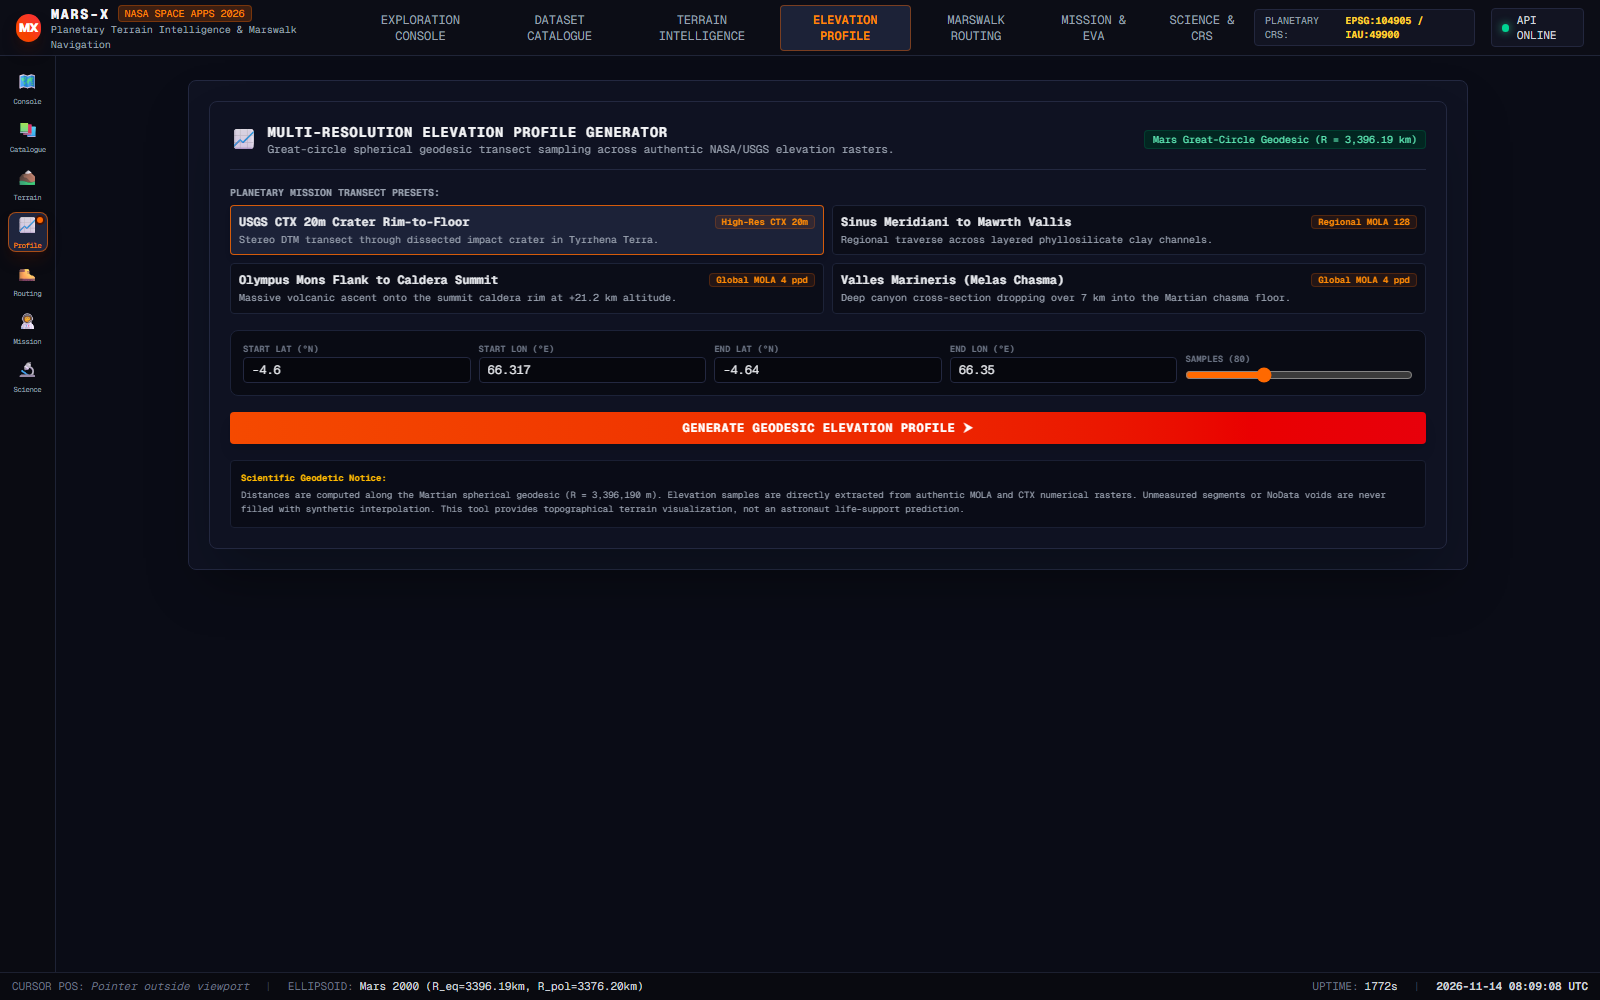 MX
MARS-X
NASA SPACE APPS 2026
Planetary Terrain Intelligence & Marswalk
Navigation
EXPLORATION
CONSOLE
DATASET
CATALOGUE
TERRAIN
INTELLIGENCE
ELEVATION
PROFILE
MARSWALK
ROUTING
MISSION &
EVA
SCIENCE &
CRS
PLANETARY
CRS:
EPSG:104905 /
IAU:49900
API
ONLINE
Console
Catalogue
Terrain
Profile
Routing
Mission
Science
MULTI-RESOLUTION ELEVATION PROFILE GENERATOR
Great-circle spherical geodesic transect sampling across authentic NASA/USGS elevation rasters.
Mars Great-Circle Geodesic (R = 3,396.19 km)
PLANETARY MISSION TRANSECT PRESETS:
USGS CTX 20m Crater Rim-to-Floor
High-Res CTX 20m
Stereo DTM transect through dissected impact crater in Tyrrhena Terra.
Sinus Meridiani to Mawrth Vallis
Regional MOLA 128
Regional traverse across layered phyllosilicate clay channels.
Olympus Mons Flank to Caldera Summit
Global MOLA 4 ppd
Massive volcanic ascent onto the summit caldera rim at +21.2 km altitude.
Valles Marineris (Melas Chasma)
Global MOLA 4 ppd
Deep canyon cross-section dropping over 7 km into the Martian chasma floor.
START LAT (°N)
-4.6
START LON (°E)
66.317
END LAT (°N)
-4.64
END LON (°E)
66.35
SAMPLES (80)
GENERATE GEODESIC ELEVATION PROFILE ➤
Scientific Geodetic Notice:
Distances are computed along the Martian spherical geodesic (R = 3,396,190 m). Elevation samples are directly extracted from authentic MOLA and CTX numerical rasters. Unmeasured segments or NoData voids are never
filled with synthetic interpolation. This tool provides topographical terrain visualization, not an astronaut life-support prediction.
CURSOR POS: Pointer outside viewport | ELLIPSOID: Mars 2000 (R_eq=3396.19km, R_pol=3376.20km)
UPTIME: 1772s | 2026-11-14 08:09:08 UTC